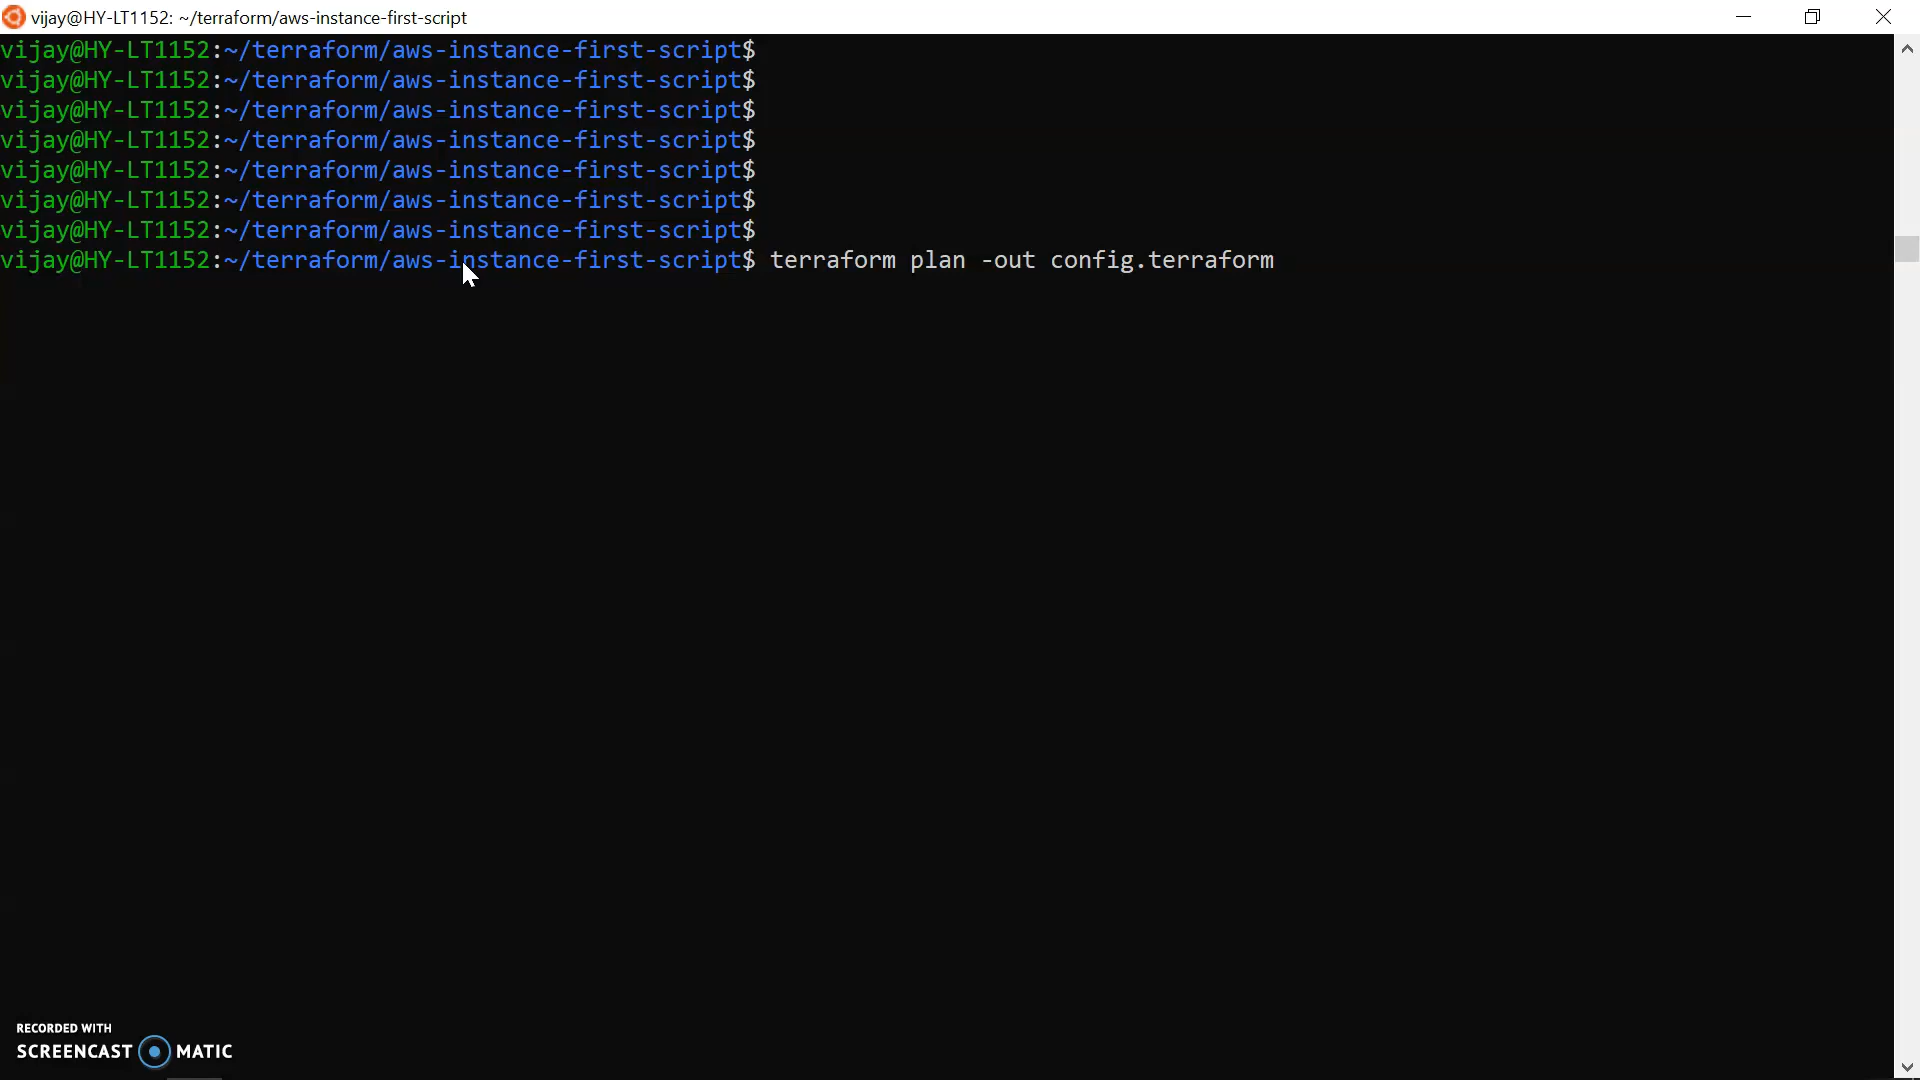 vijay@HY-LT1152: ~/terraform/aws-instance-first-script
vijay@HY-LT1152:~/terraform/aws-instance-first-script$
vijay@HY-LT1152:~/terraform/aws-instance-first-script$
vijay@HY-LT1152:~/terraform/aws-instance-first-script$
vijay@HY-LT1152:~/terraform/aws-instance-first-script$
vijay@HY-LT1152:~/terraform/aws-instance-first-script$
vijay@HY-LT1152:~/terraform/aws-instance-first-script$
vijay@HY-LT1152:~/terraform/aws-instance-first-script$
vijay@HY-LT1152:~/terraform/aws-instance-first-script$ terraform plan -out config.terraform
RECORDED WITH
SCREENCAST MATIC